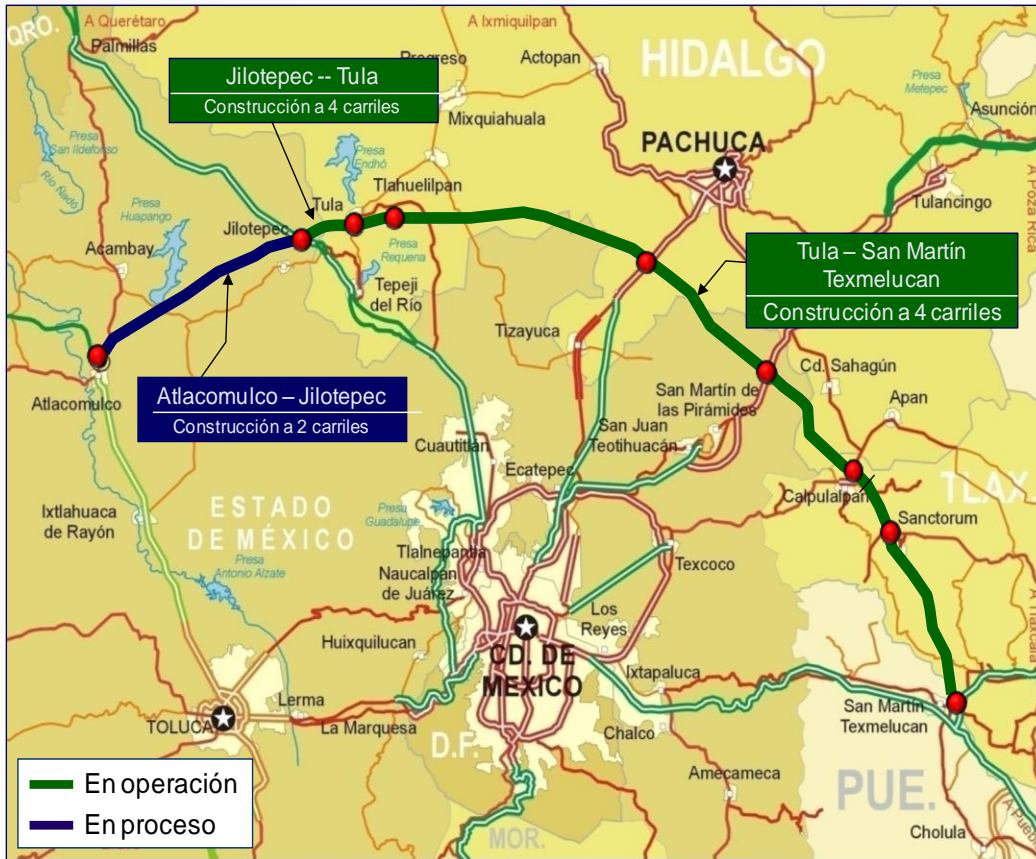 QRO.
A Querétaro
Palmillas
A Ixmiquilpan
Actopan
HIDALGO
Jilotepec -- Tula
Construcción a 4 carriles
Progreso
Mixquiahuala
Presa
Metepec
Asunción
Presa
San Ildefonso
Río Ñadó
PACHUCA
Presa
Endhó
Tlahuelilpan
Tula
A Poza Rica
Tulancingo
Presa
Huapango
Jilotepec
Acambay
Presa
Requena
Tepeji
del Río
Tula – San Martín
Texmelucan
Construcción a 4 carriles
Tizayuca
Atlacomulco
Atlacomulco – Jilotepec
Construcción a 2 carriles
Cd. Sahagún
San Martín de
las Pirámides
Apan
San Juan
Teotihuacán
Cuautitlán
Ecatepec
Calpulalpan
TLAX.
Ixtlahuaca
de Rayón
ESTADO
DE MÉXICO
Presa
Guadalupe
Sanctorum
Presa
Antonio Alzate
Tlalnepantla
Naucalpan
de Juárez
Texcoco
Los
Reyes
Huixquilucan
CD. DE
MÉXICO
Ixtapaluca
Lerma
TOLUCA
La Marquesa
Chalco
San Martín
Texmelucan
D.F.
Amecameca
PUE.
En operación
En proceso
MOR.
Cholula